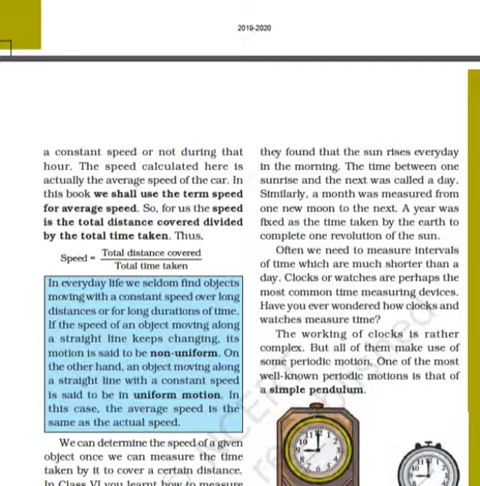 2019-2020
a constant speed or not during that
hour. The speed calculated here is
actually the average speed of the car. In
this book we shall use the term speed
for average speed. So, for us the speed
is the total distance covered divided
by the total time taken. Thus,
Speed = Total distance covered
Total time taken
In everyday life we seldom find objects
moving with a constant speed over long
distances or for long durations of time.
If the speed of an object moving along
a straight line keeps changing, its
motion is said to be non-uniform. On
the other hand, an object moving along
a straight line with a constant speed
is said to be in uniform motion. In
this case, the average speed is the
same as the actual speed.
We can determine the speed of a given
object once we can measure the time
taken by it to cover a certain distance.
In Class VI you learnt how to measure
they found that the sun rises everyday
in the morning. The time between one
sunrise and the next was called a day.
Similarly, a month was measured from
one new moon to the next. A year was
fixed as the time taken by the earth to
complete one revolution of the sun.
Often we need to measure intervals
of time which are much shorter than a
day. Clocks or watches are perhaps the
most common time measuring devices.
Have you ever wondered how clocks and
watches measure time?
The working of clocks is rather
complex. But all of them make use of
some periodic motion. One of the most
well-known periodic motions is that of
a simple pendulum.